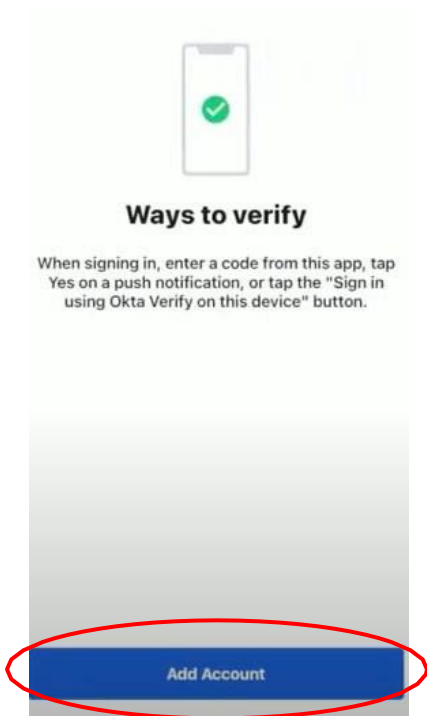 Ways to verify
When signing in, enter a code from this app, tap
Yes on a push notification, or tap the "Sign in
using Okta Verify on this device" button.
Add Account